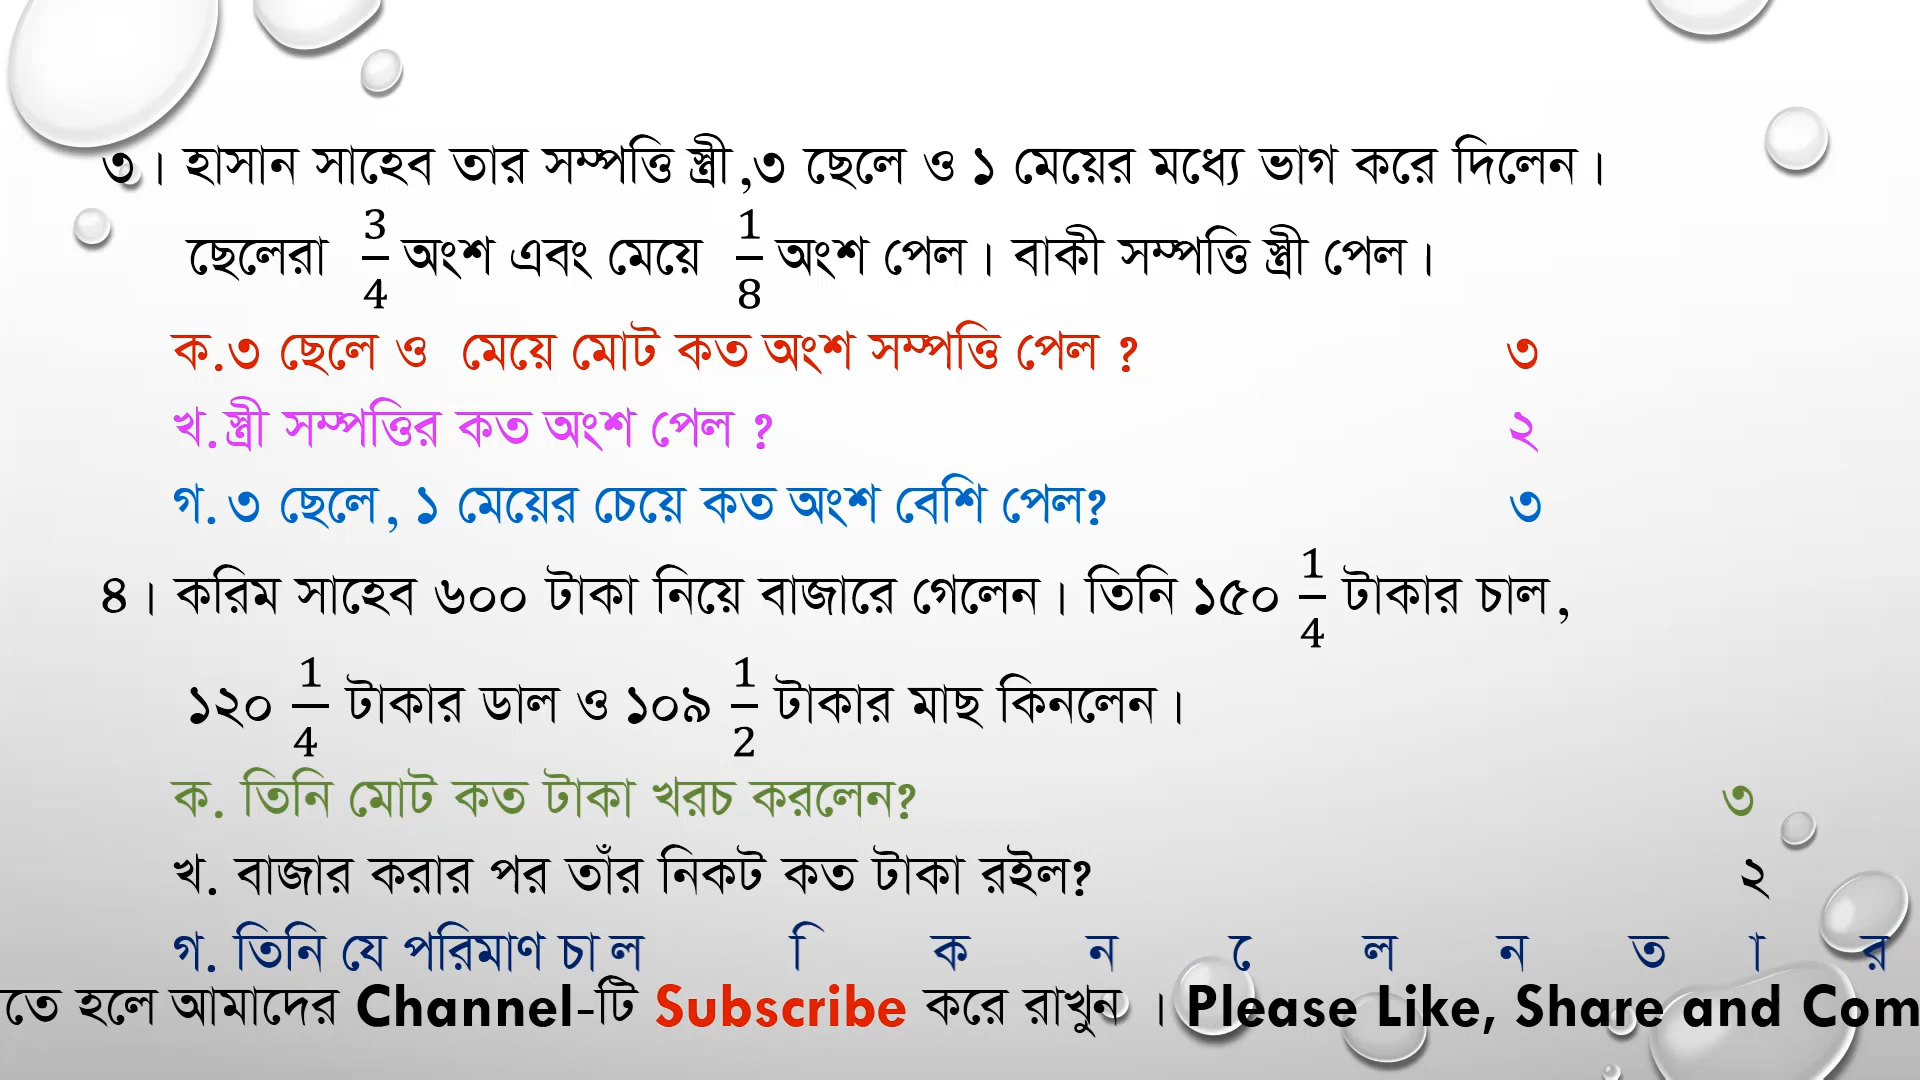 ৩। হাসান সাহেব তার সম্পত্তি স্ত্রী,৩ ছেলে ও ১ মেয়ের মধ্যে ভাগ করে দিলেন।
ছেলেরা 3/4 অংশ এবং মেয়ে 1/8 অংশ পেল। বাকী সম্পত্তি স্ত্রী পেল।
ক.৩ ছেলে ও মেয়ে মোট কত অংশ সম্পত্তি পেল ? ৩
খ.স্ত্রী সম্পত্তির কত অংশ পেল ? ২
গ. ৩ ছেলে, ১ মেয়ের চেয়ে কত অংশ বেশি পেল? ৩
৪। করিম সাহেব ৬০০ টাকা নিয়ে বাজারে গেলেন। তিনি ১৫০ 1/4 টাকার চাল,
১২০ 1/4 টাকার ডাল ও ১০৯ 1/2 টাকার মাছ কিনলেন।
ক. তিনি মোট কত টাকা খরচ করলেন? ৩
খ. বাজার করার পর তাঁর নিকট কত টাকা রইল? ২
গ. তিনি যে পরিমাণ চাল ি ক ন ে ল ন ত া র
তে হলে আমাদের Channel-টি Subscribe করে রাখুন । Please Like, Share and Com